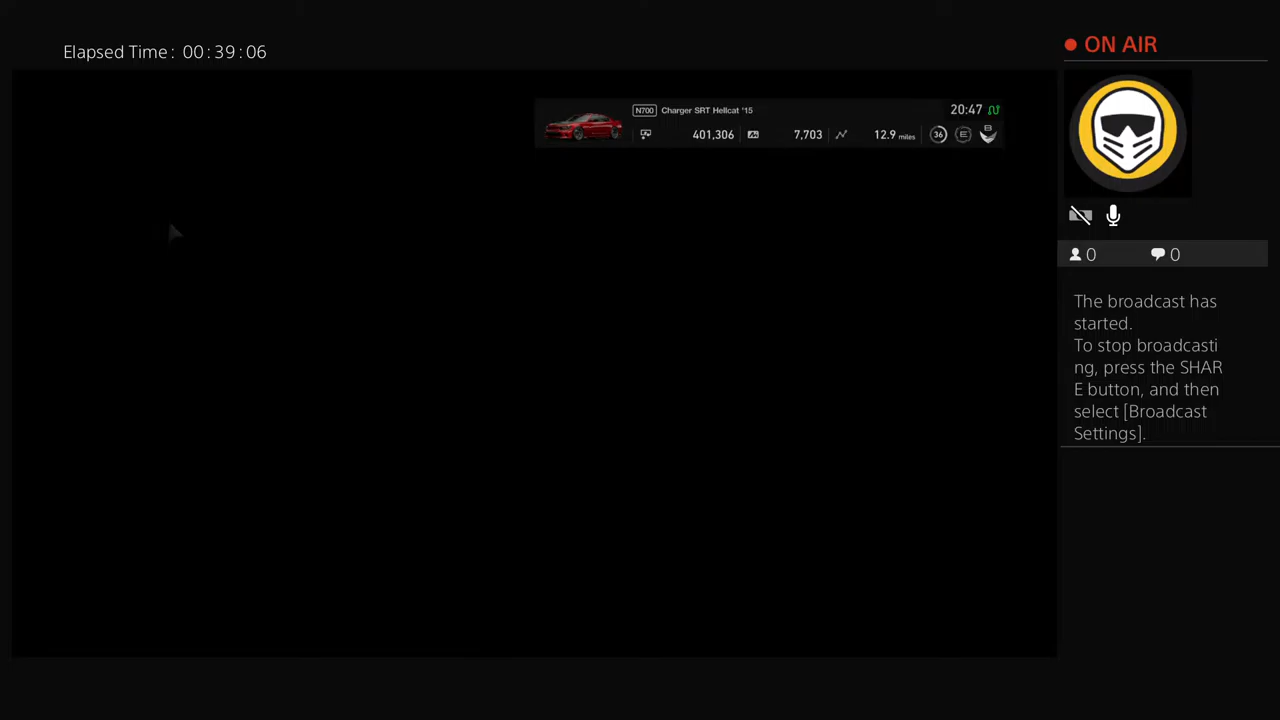 Elapsed Time: 00:39:06
ON AIR
N700 Charger SRT Hellcat '15 20:47
401,306 7,703 12.9 miles 36 E B
0 0
The broadcast has
started.
To stop broadcasti
ng, press the SHAR
E button, and then
select [Broadcast
Settings].